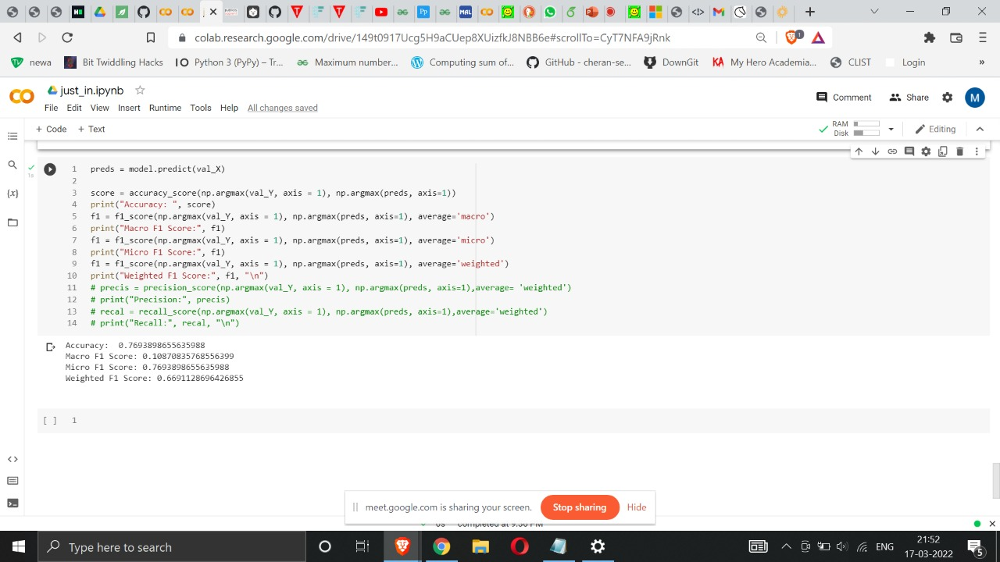 colab.research.google.com/drive/149t0917Ucg5H9aCUep8XUizfkJ8NBB6e#scrollTo=CyT7NFA9jRnk
1
newa
Bit Twiddling Hacks
Python 3 (PyPy) – Tr...
Maximum number...
Computing sum of...
GitHub - cheran-se...
DownGit
My Hero Academia...
CLIST
Login
»
just_in.ipynb
File Edit View Insert Runtime Tools Help All changes saved
Comment
Share
M
+ Code + Text
RAM
Disk
Editing
1 preds = model.predict(val_X)
2
3 score = accuracy_score(np.argmax(val_Y, axis = 1), np.argmax(preds, axis=1))
4 print("Accuracy: ", score)
5 f1 = f1_score(np.argmax(val_Y, axis = 1), np.argmax(preds, axis=1), average='macro')
6 print("Macro F1 Score:", f1)
7 f1 = f1_score(np.argmax(val_Y, axis = 1), np.argmax(preds, axis=1), average='micro')
8 print("Micro F1 Score:", f1)
9 f1 = f1_score(np.argmax(val_Y, axis = 1), np.argmax(preds, axis=1), average='weighted')
10 print("Weighted F1 Score:", f1, "\n")
11 # precis = precision_score(np.argmax(val_Y, axis = 1), np.argmax(preds, axis=1),average= 'weighted')
12 # print("Precision:", precis)
13 # recal = recall_score(np.argmax(val_Y, axis = 1), np.argmax(preds, axis=1),average='weighted')
14 # print("Recall:", recal, "\n")
Accuracy:  0.7693898655635988
Macro F1 Score: 0.10870835768556399
Micro F1 Score: 0.7693898655635988
Weighted F1 Score: 0.6691128696426855
[ ] 1
meet.google.com is sharing your screen. Stop sharing Hide
completed at 9:50 PM
Type here to search
ENG
21:52
17-03-2022
5